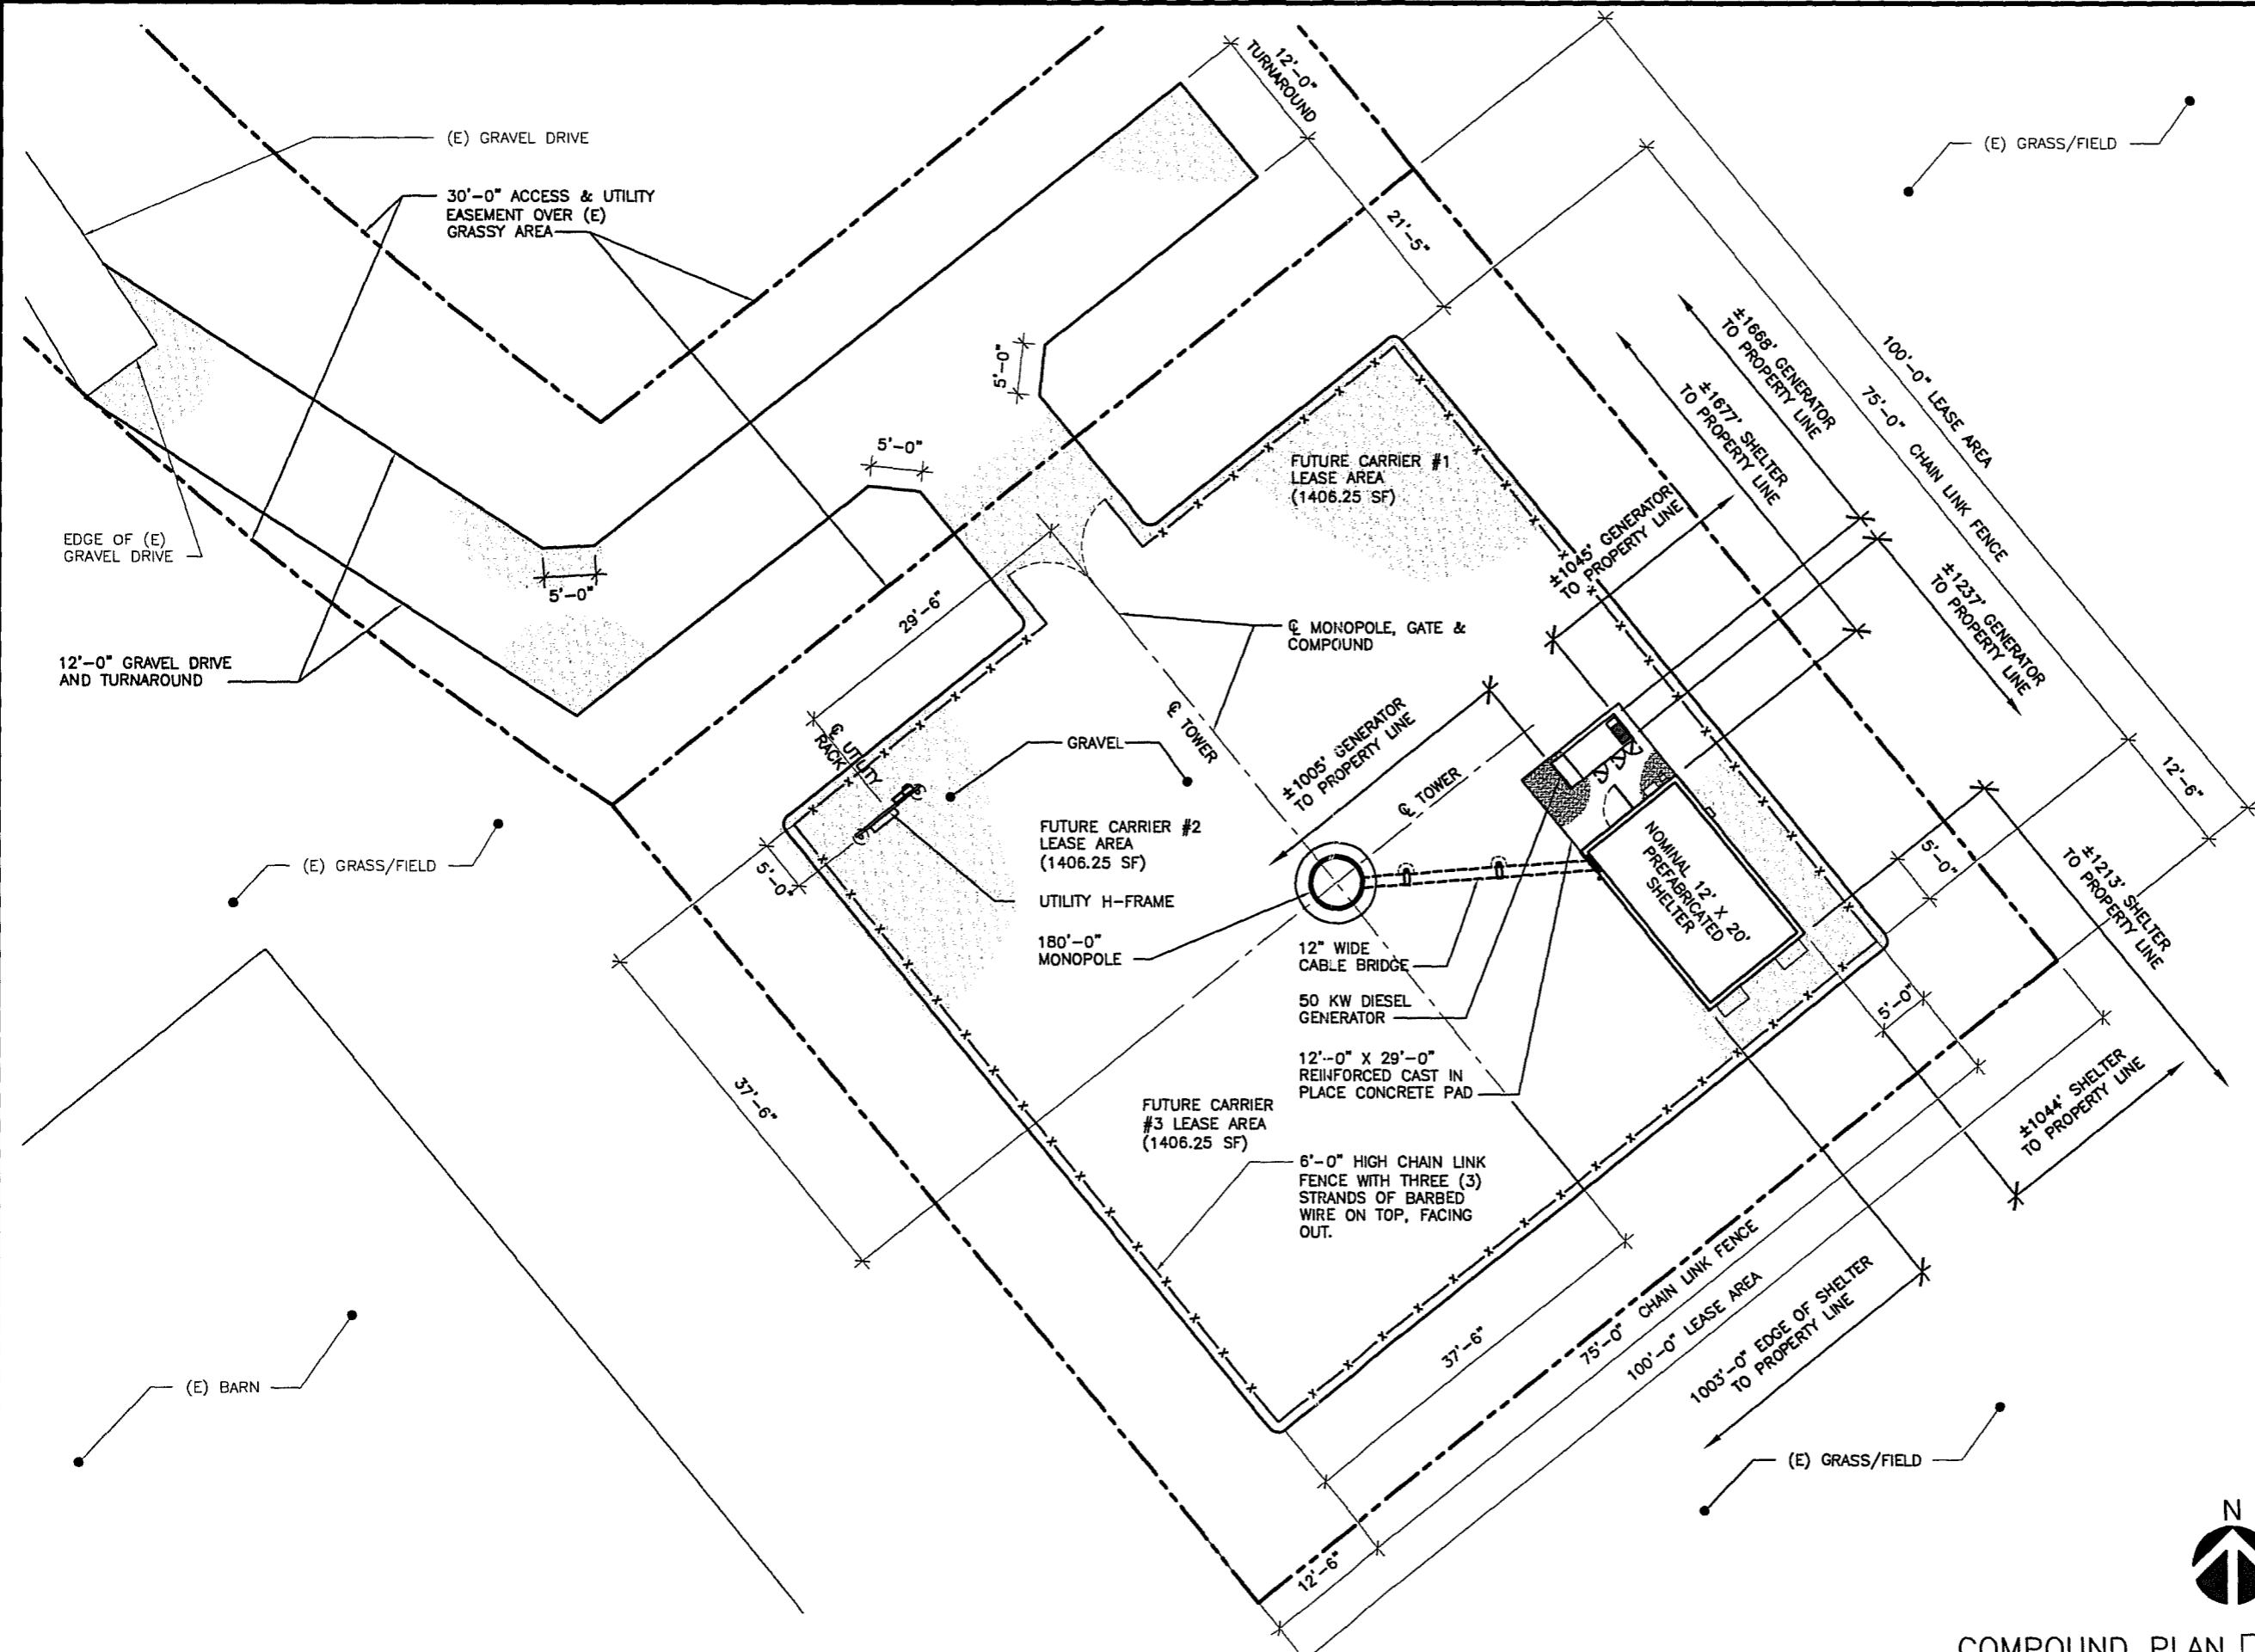 12'-0"
TURNAROUND
(E) GRAVEL DRIVE
(E) GRASS/FIELD
30'-0" ACCESS & UTILITY
EASEMENT OVER (E)
GRASSY AREA
21'-5"
±1668' GENERATOR
TO PROPERTY LINE
100'-0" LEASE AREA
5'-0"
±1677' SHELTER
TO PROPERTY LINE
75'-0" CHAIN LINK FENCE
5'-0"
FUTURE CARRIER #1
LEASE AREA
(1406.25 SF)
±1045' GENERATOR
TO PROPERTY LINE
EDGE OF (E)
GRAVEL DRIVE
5'-0"
29'-6"
±1237' GENERATOR
TO PROPERTY LINE
℄ MONOPOLE, GATE &
COMPOUND
12'-0" GRAVEL DRIVE
AND TURNAROUND
℄ UTILITY
RACK
GRAVEL
℄ TOWER
±1005' GENERATOR
TO PROPERTY LINE
℄ TOWER
12'-6"
FUTURE CARRIER #2
LEASE AREA
(1406.25 SF)
NOMINAL 12' X 20'
PREFABRICATED
SHELTER
5'-0"
±1213' SHELTER
TO PROPERTY LINE
(E) GRASS/FIELD
5'-0"
UTILITY H-FRAME
180'-0"
MONOPOLE
12" WIDE
CABLE BRIDGE
50 KW DIESEL
GENERATOR
5'-0"
12'-0" X 29'-0"
REINFORCED CAST IN
PLACE CONCRETE PAD
±1044' SHELTER
TO PROPERTY LINE
37'-6"
FUTURE CARRIER
#3 LEASE AREA
(1406.25 SF)
6'-0" HIGH CHAIN LINK
FENCE WITH THREE (3)
STRANDS OF BARBED
WIRE ON TOP, FACING
OUT.
75'-0" CHAIN LINK FENCE
100'-0" LEASE AREA
37'-6"
1003'-0" EDGE OF SHELTER
TO PROPERTY LINE
(E) BARN
(E) GRASS/FIELD
12'-6"
N
COMPOUND PLAN